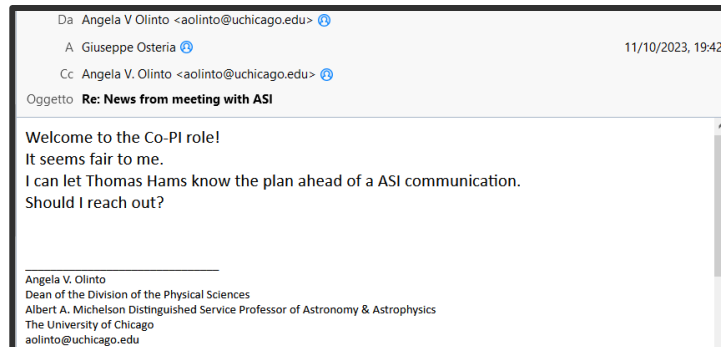 Da Angela V Olinto <aolinto@uchicago.edu>
A Giuseppe Osteria 11/10/2023, 19:42
Cc Angela V. Olinto <aolinto@uchicago.edu>
Oggetto Re: News from meeting with ASI
Welcome to the Co-PI role!
It seems fair to me.
I can let Thomas Hams know the plan ahead of a ASI communication.
Should I reach out?
Angela V. Olinto
Dean of the Division of the Physical Sciences
Albert A. Michelson Distinguished Service Professor of Astronomy & Astrophysics
The University of Chicago
aolinto@uchicago.edu